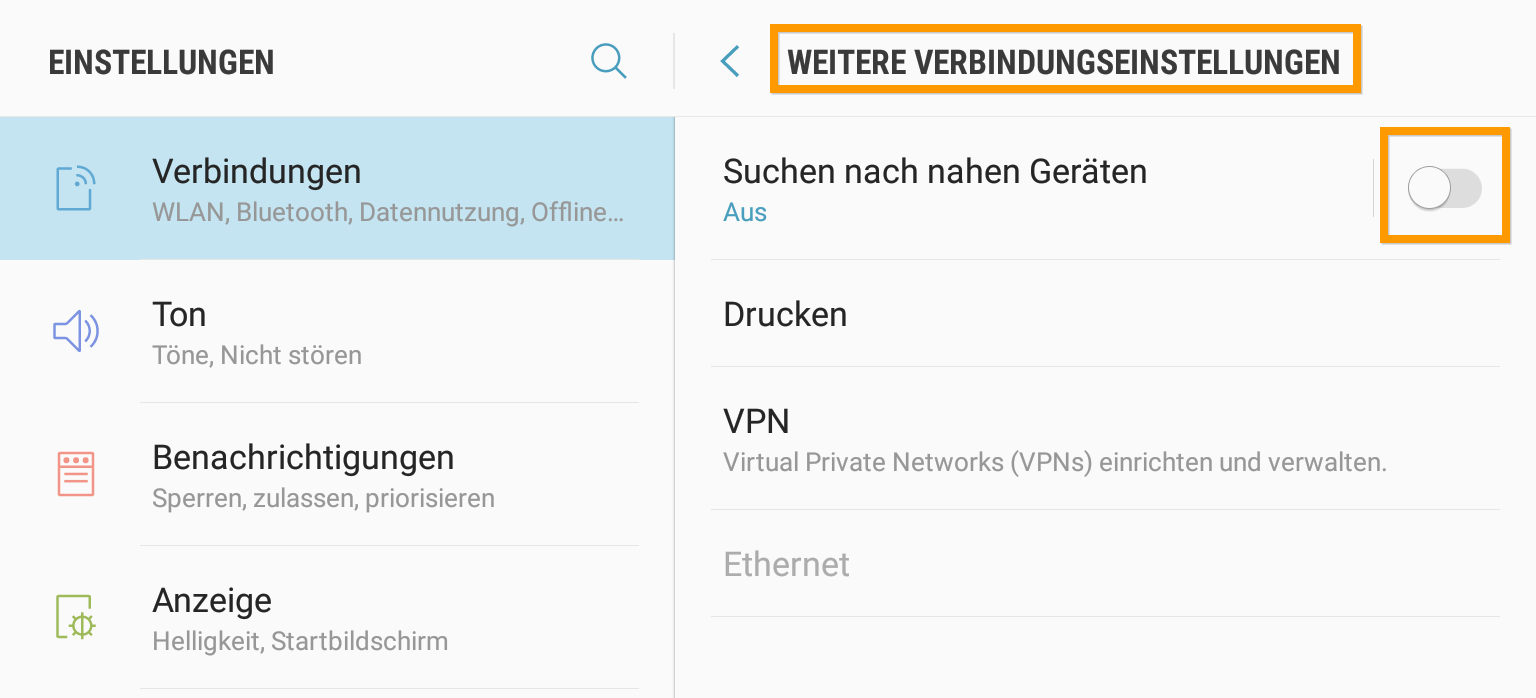 EINSTELLUNGEN
Verbindungen
WLAN, Bluetooth, Datennutzung, Offline...
Ton
Töne, Nicht stören
Benachrichtigungen
Sperren, zulassen, priorisieren
Anzeige
Helligkeit, Startbildschirm
WEITERE VERBINDUNGSEINSTELLUNGEN
Suchen nach nahen Geräten
Aus
Drucken
VPN
Virtual Private Networks (VPNs) einrichten und verwalten.
Ethernet